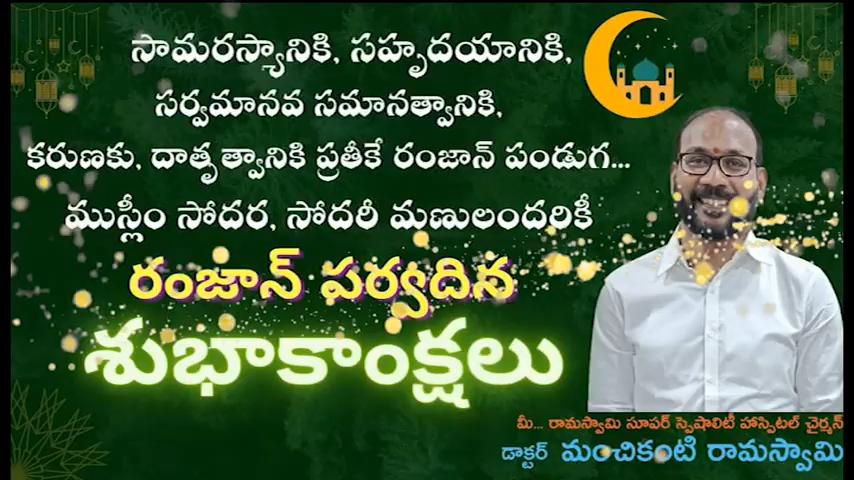 సామరస్యానికి, సహృదయానికి,
సర్వమానవ సమానత్వానికి,
కరుణకు, దాతృత్వానికి ప్రతీకే రంజాన్ పండుగ...
ముస్లీం సోదర, సోదరీ మణులందరికీ
రంజాన్ పర్వదిన
శుభాకాంక్షలు
మీ... రామస్వామి సూపర్ స్పెషాలిటీ హాస్పిటల్ చైర్మన్
డాక్టర్ మంచికంటి రామస్వామి